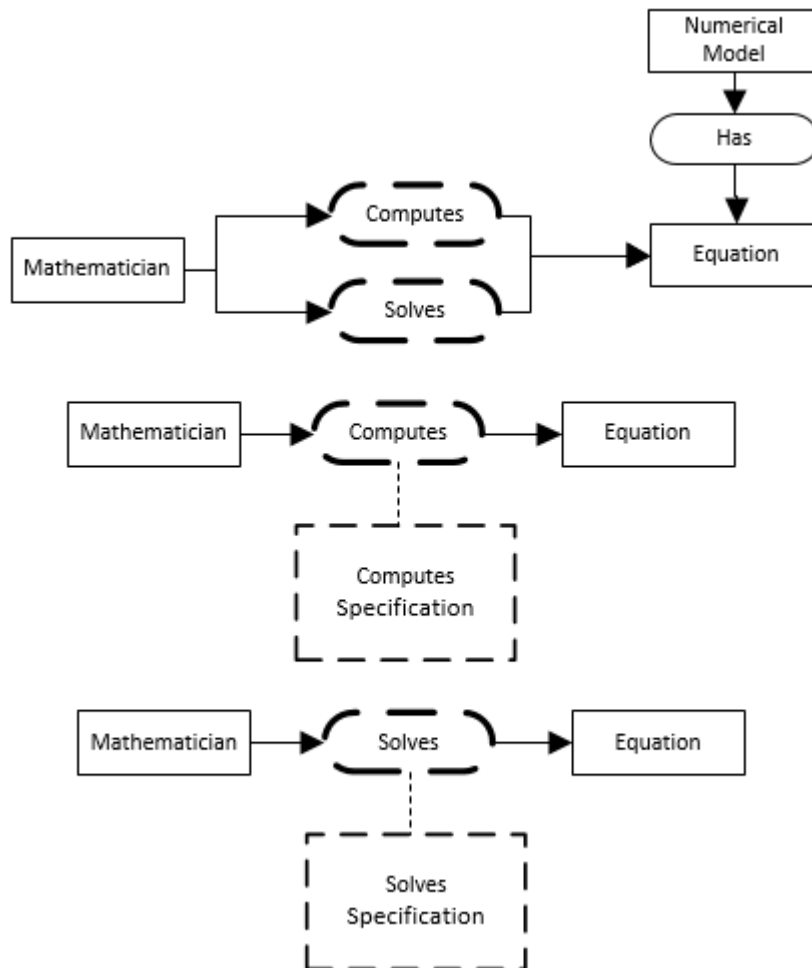 Numerical
Model
Has
Computes
Mathematician
Equation
Solves
Mathematician
Computes
Equation
Computes
Specification
Mathematician
Solves
Equation
Solves
Specification